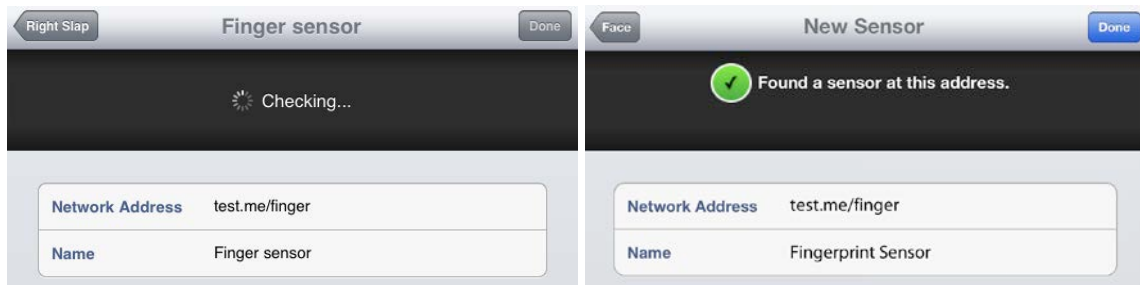 Right Slap
Finger sensor
Done
Checking...
Network Address test.me/finger
Name Finger sensor
Face
New Sensor
Done
Found a sensor at this address.
Network Address test.me/finger
Name Fingerprint Sensor